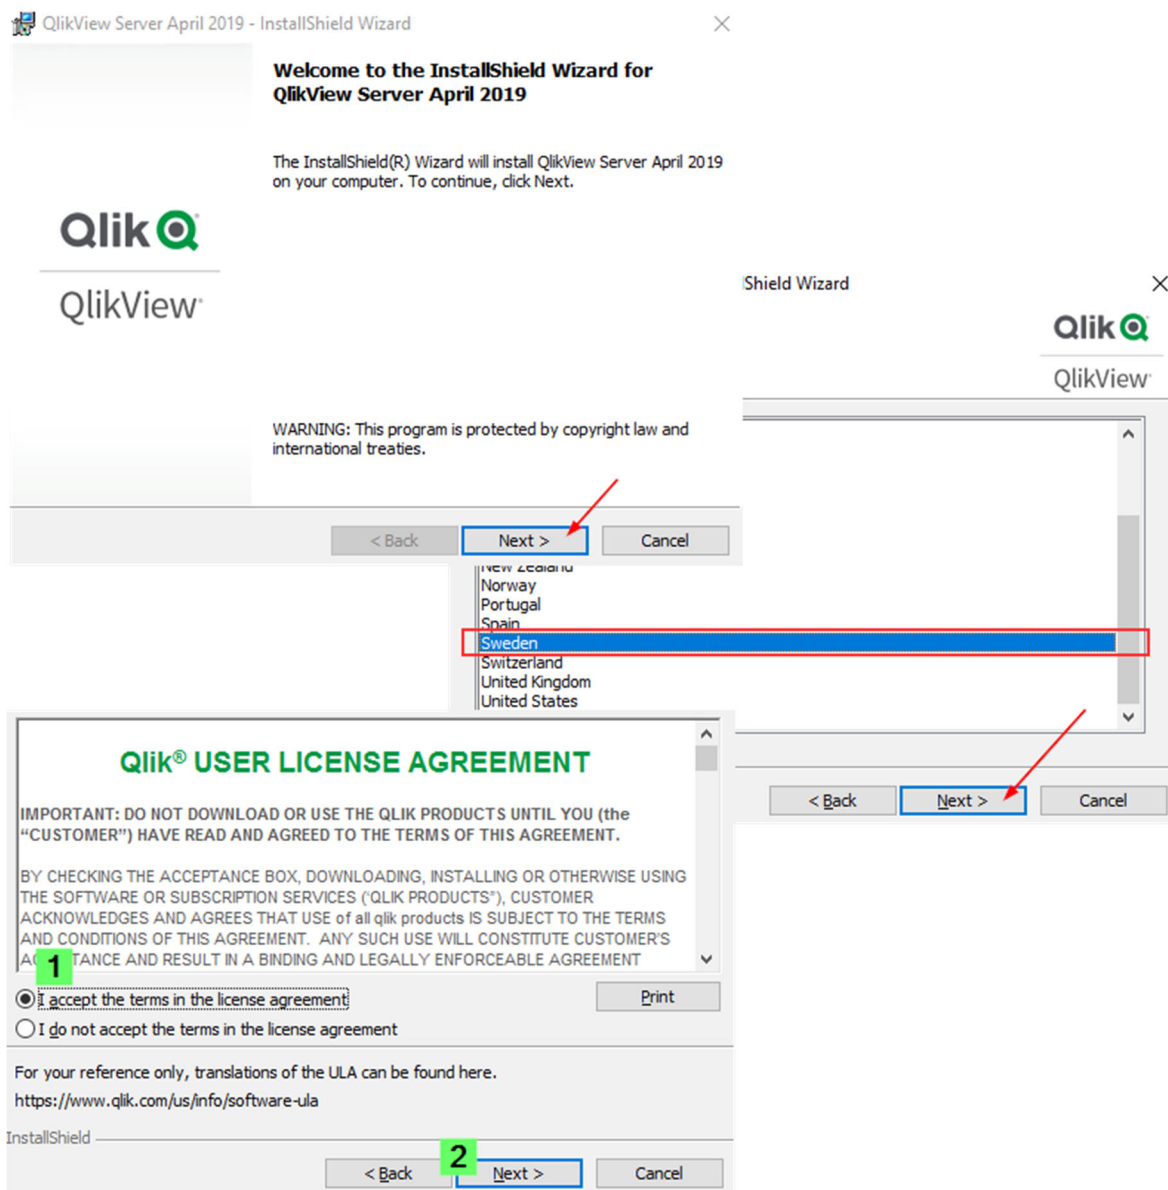 QlikView Server April 2019 - InstallShield Wizard
Welcome to the InstallShield Wizard for
QlikView Server April 2019
The InstallShield(R) Wizard will install QlikView Server April 2019
on your computer. To continue, click Next.
Qlik
QlikView
WARNING: This program is protected by copyright law and
international treaties.
< Back
Next >
Cancel
Shield Wizard
Qlik
QlikView
New Zealand
Norway
Portugal
Spain
Sweden
Switzerland
United Kingdom
United States
< Back
Next >
Cancel
Qlik® USER LICENSE AGREEMENT
IMPORTANT: DO NOT DOWNLOAD OR USE THE QLIK PRODUCTS UNTIL YOU (the
“CUSTOMER”) HAVE READ AND AGREED TO THE TERMS OF THIS AGREEMENT.
BY CHECKING THE ACCEPTANCE BOX, DOWNLOADING, INSTALLING OR OTHERWISE USING
THE SOFTWARE OR SUBSCRIPTION SERVICES (‘QLIK PRODUCTS”), CUSTOMER
ACKNOWLEDGES AND AGREES THAT USE of all qlik products IS SUBJECT TO THE TERMS
AND CONDITIONS OF THIS AGREEMENT. ANY SUCH USE WILL CONSTITUTE CUSTOMER'S
TANCE AND RESULT IN A BINDING AND LEGALLY ENFORCEABLE AGREEMENT
1
I accept the terms in the license agreement
Print
I do not accept the terms in the license agreement
For your reference only, translations of the ULA can be found here.
https://www.qlik.com/us/info/software-ula
InstallShield
< Back
2
Next >
Cancel